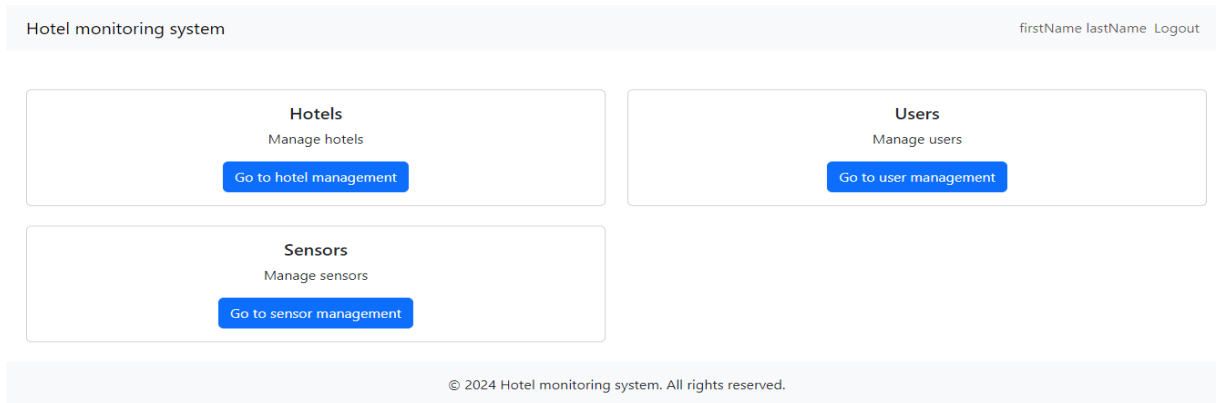 Hotel monitoring system
firstName lastName Logout
Hotels
Manage hotels
Go to hotel management
Users
Manage users
Go to user management
Sensors
Manage sensors
Go to sensor management
© 2024 Hotel monitoring system. All rights reserved.